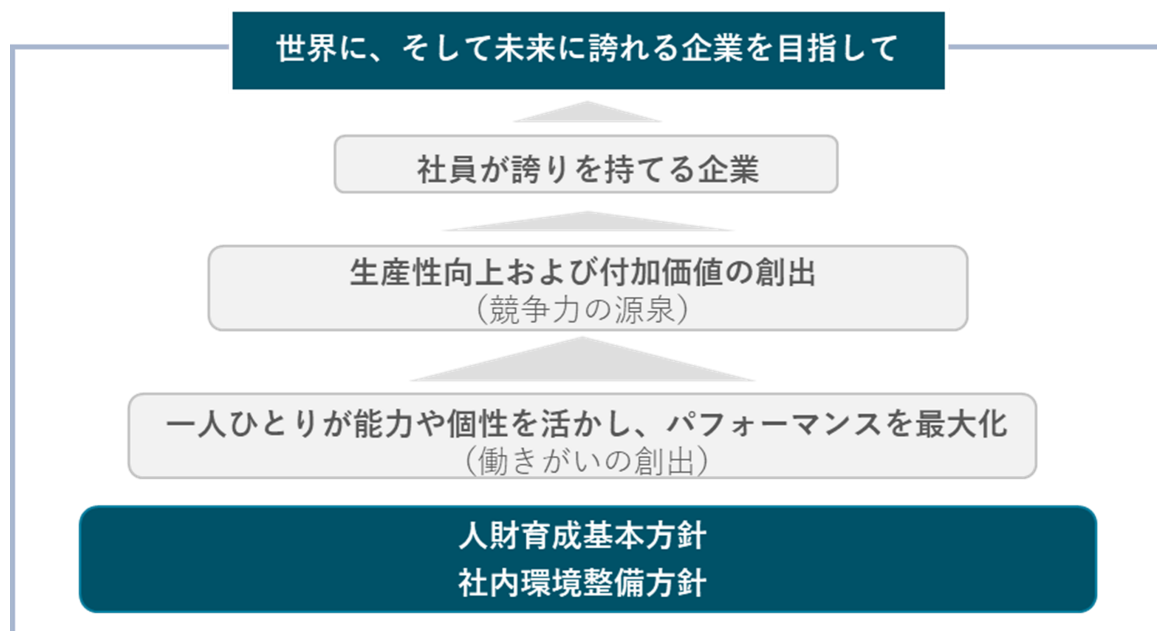 世界に、そして未来に誇れる企業を目指して
社員が誇りを持てる企業
生産性向上および付加価値の創出
(競争力の源泉)
一人ひとりが能力や個性を活かし、パフォーマンスを最大化
(働きがいの創出)
人財育成基本方針
社内環境整備方針